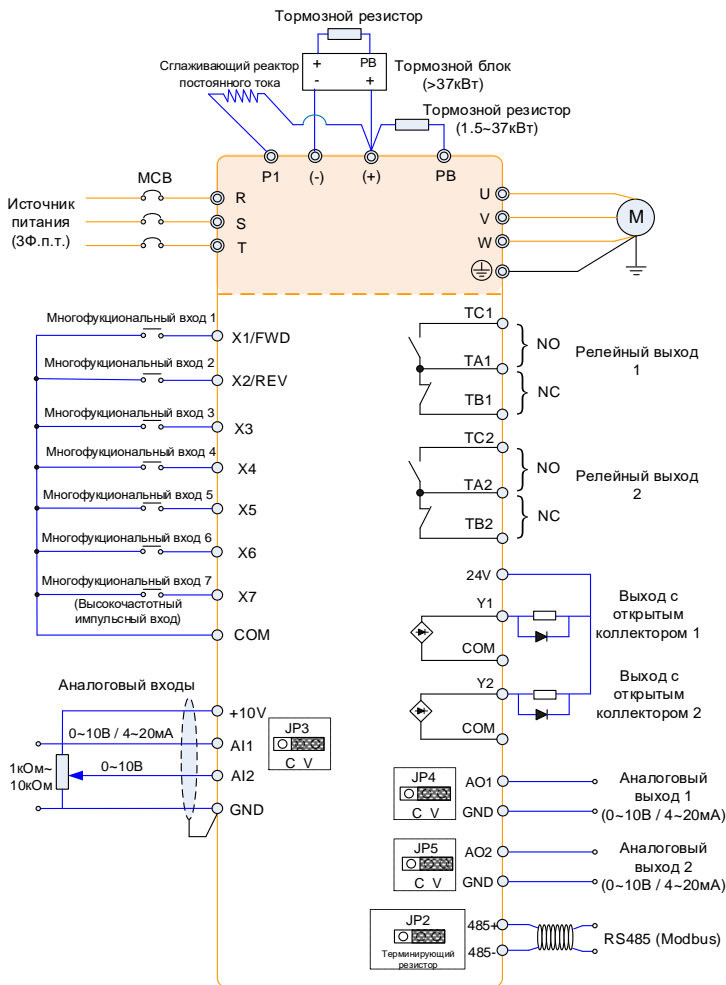 Тормозной резистор
+ PB
- +
Тормозной блок
(>37кВт)
Сглаживающий реактор
постоянного тока
Тормозной резистор
(1.5~37кВт)
P1
(-)
(+)
PB
MCB
Источник
питания
(3Ф.п.т.)
R
S
T
U
V
W
M
Многофукциональный вход 1
X1/FWD
Многофукциональный вход 2
X2/REV
Многофукциональный вход 3
X3
Многофукциональный вход 4
X4
Многофукциональный вход 5
X5
Многофукциональный вход 6
X6
Многофукциональный вход 7
(Высокочастотный
импульсный вход)
X7
COM
TC1
NO
TA1
NC
TB1
Релейный выход
1
TC2
NO
TA2
NC
TB2
Релейный выход
2
24V
Y1
COM
Выход с
открытым
коллектором 1
Y2
COM
Выход с
открытым
коллектором 2
Аналоговый входы
+10V
0~10В / 4~20мА
AI1
0~10В
AI2
1кОм~
10кОм
GND
JP3
C V
JP4
C V
AO1
GND
Аналоговый
выход 1
(0~10В / 4~20мА)
JP5
C V
AO2
GND
Аналоговый
выход 2
(0~10В / 4~20мА)
JP2
Терминирующий
резистор
485+
485-
RS485 (Modbus)